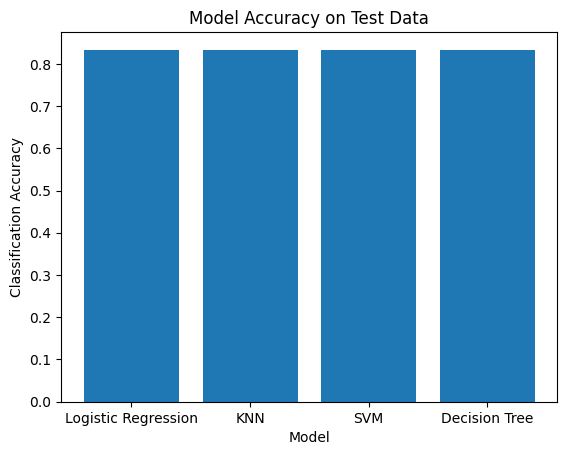 Model Accuracy on Test Data
Classification Accuracy
0.8
0.7
0.6
0.5
0.4
0.3
0.2
0.1
0.0
Logistic Regression KNN SVM Decision Tree
Model